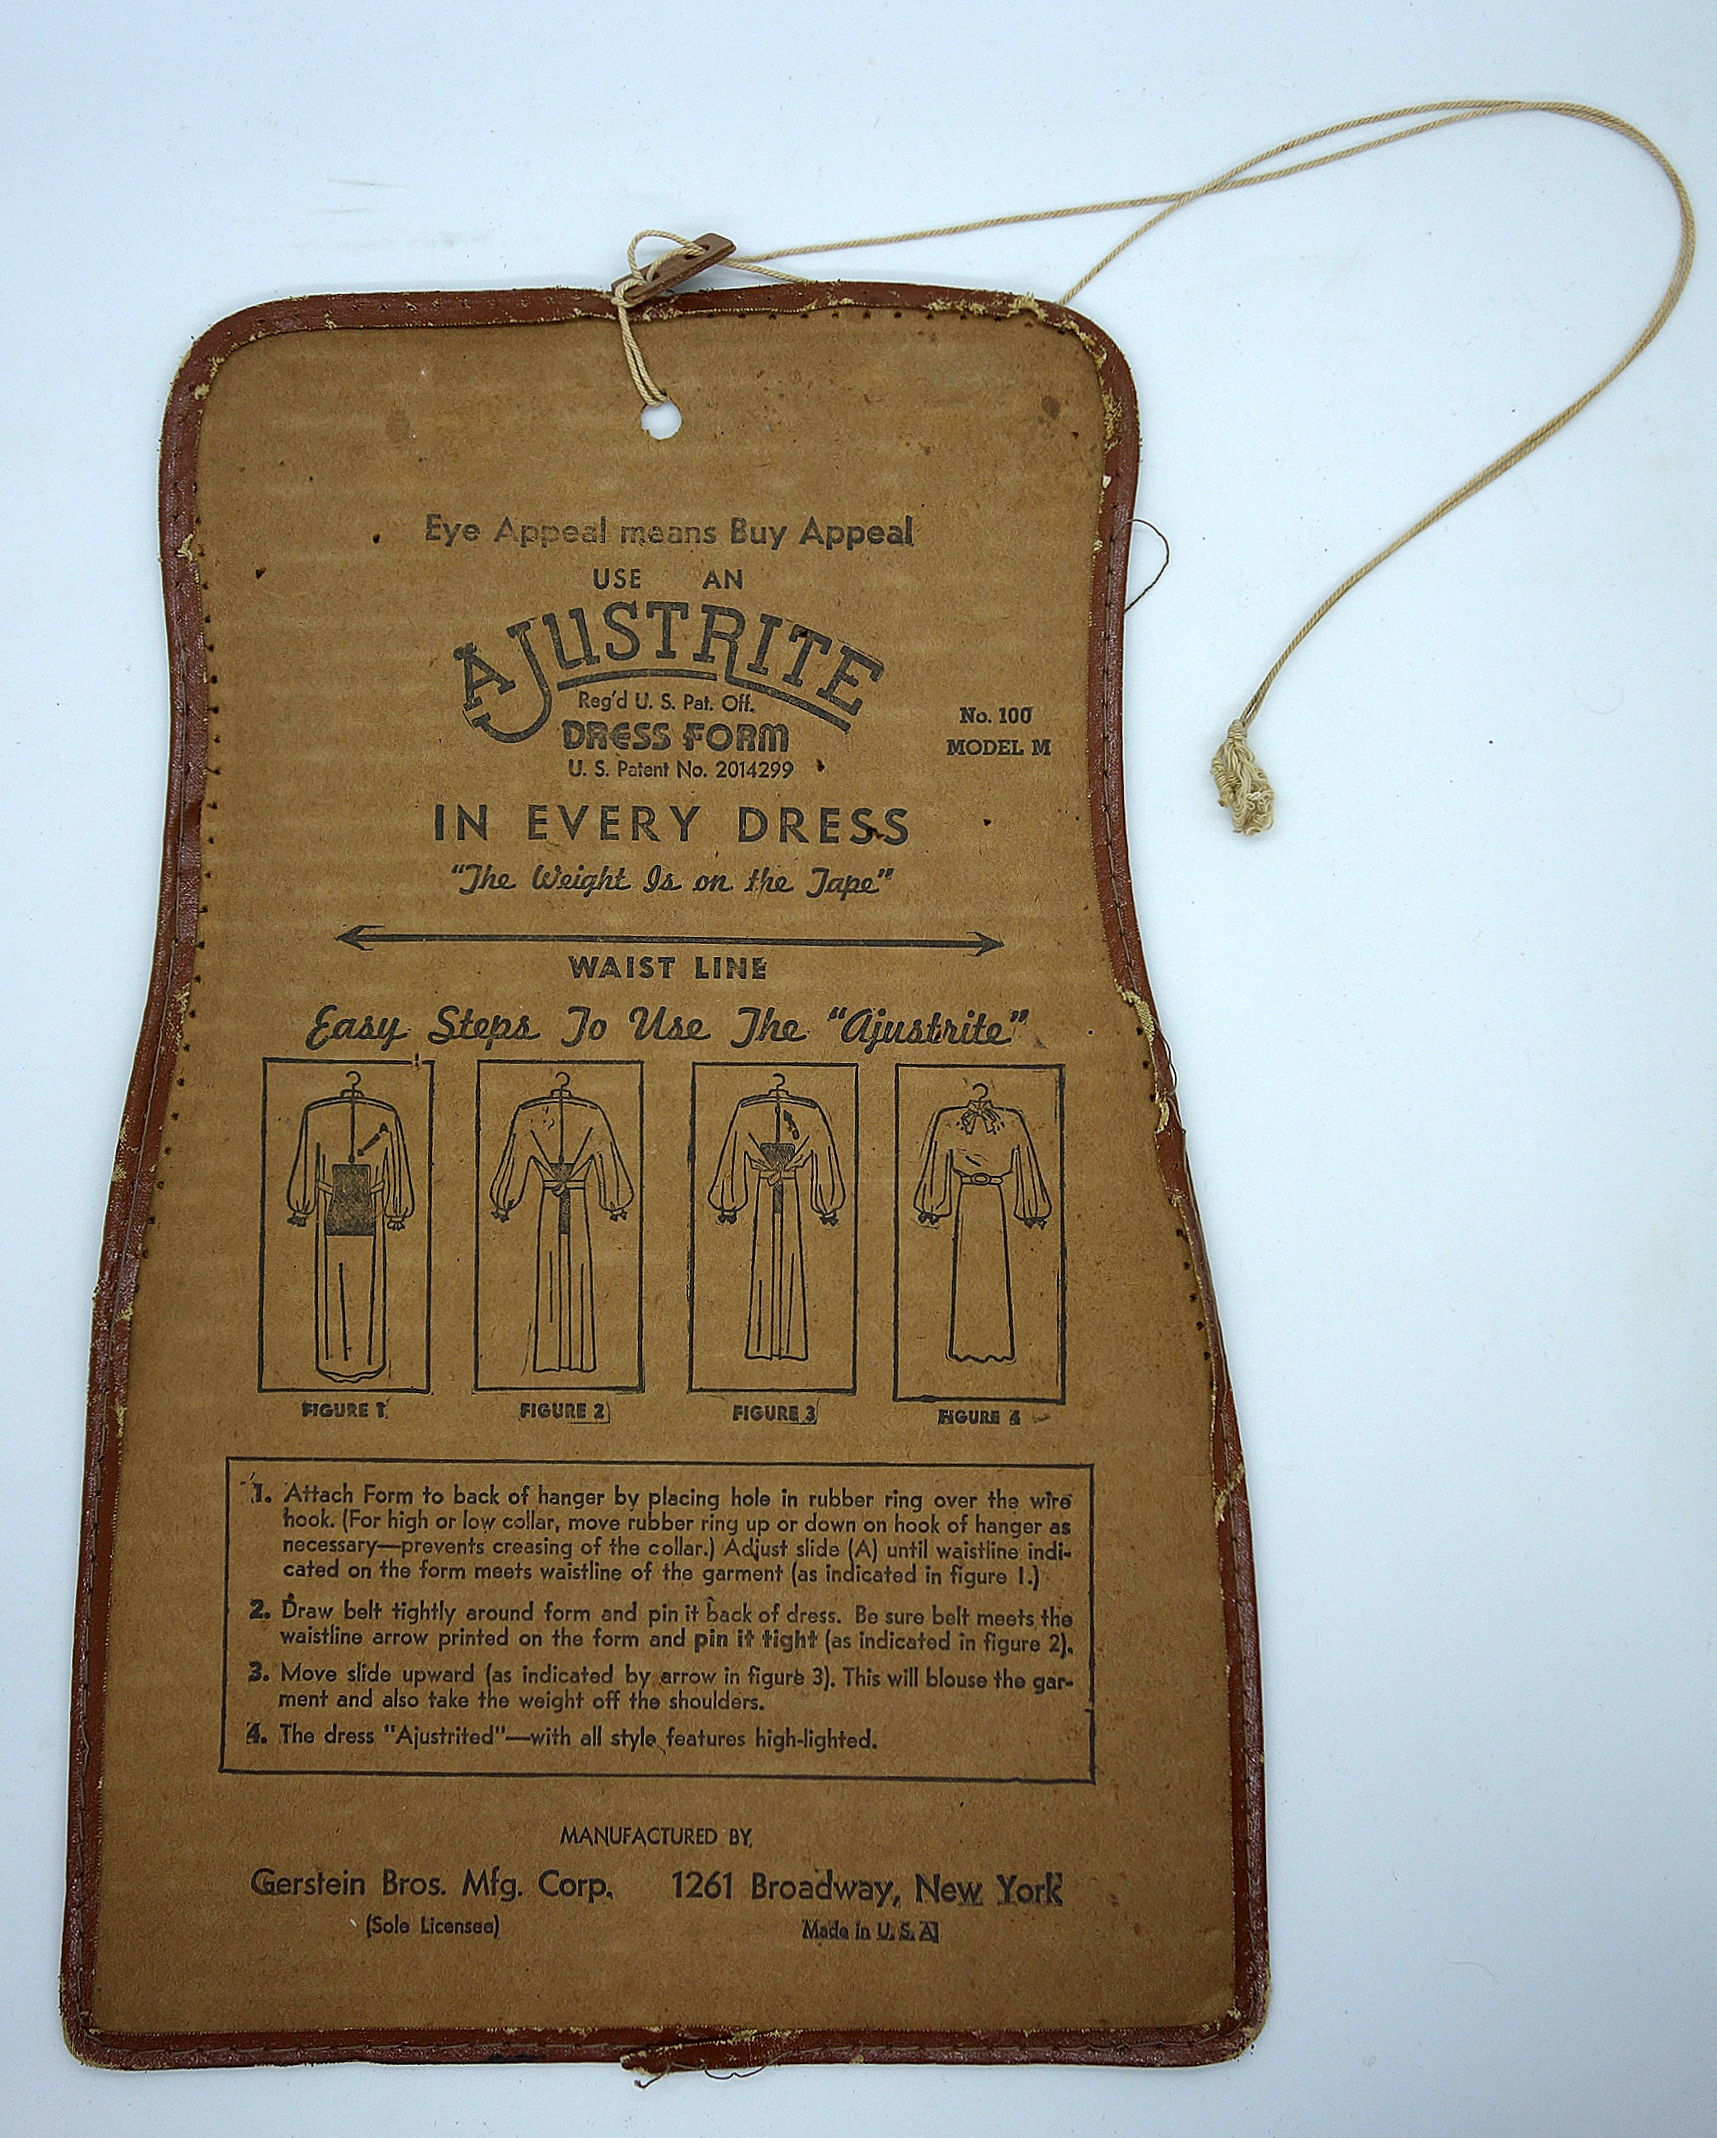 Eye Appeal means Buy Appeal
USE AN
AJUSTRITE
Reg'd U. S. Pat. Off.
DRESS FORM
U. S. Patent No. 2014299
No. 100
MODEL M
IN EVERY DRESS
"The Weight Is on the Tape"
WAIST LINE
Easy Steps To Use The "Ajustrite"
A
FIGURE 1
FIGURE 2
FIGURE 3
FIGURE 4
1. Attach Form to back of hanger by placing hole in rubber ring over the wire
hook. (For high or low collar, move rubber ring up or down on hook of hanger as
necessary—prevents creasing of the collar.) Adjust slide (A) until waistline indi-
cated on the form meets waistline of the garment (as indicated in figure 1.)
2. Draw belt tightly around form and pin it back of dress. Be sure belt meets the
waistline arrow printed on the form and pin it tight (as indicated in figure 2).
3. Move slide upward (as indicated by arrow in figure 3). This will blouse the gar-
ment and also take the weight off the shoulders.
4. The dress "Ajustrited"—with all style features high-lighted.
MANUFACTURED BY
Gerstein Bros. Mfg. Corp. 1261 Broadway, New York
(Sole Licensee) Made in U. S. A.